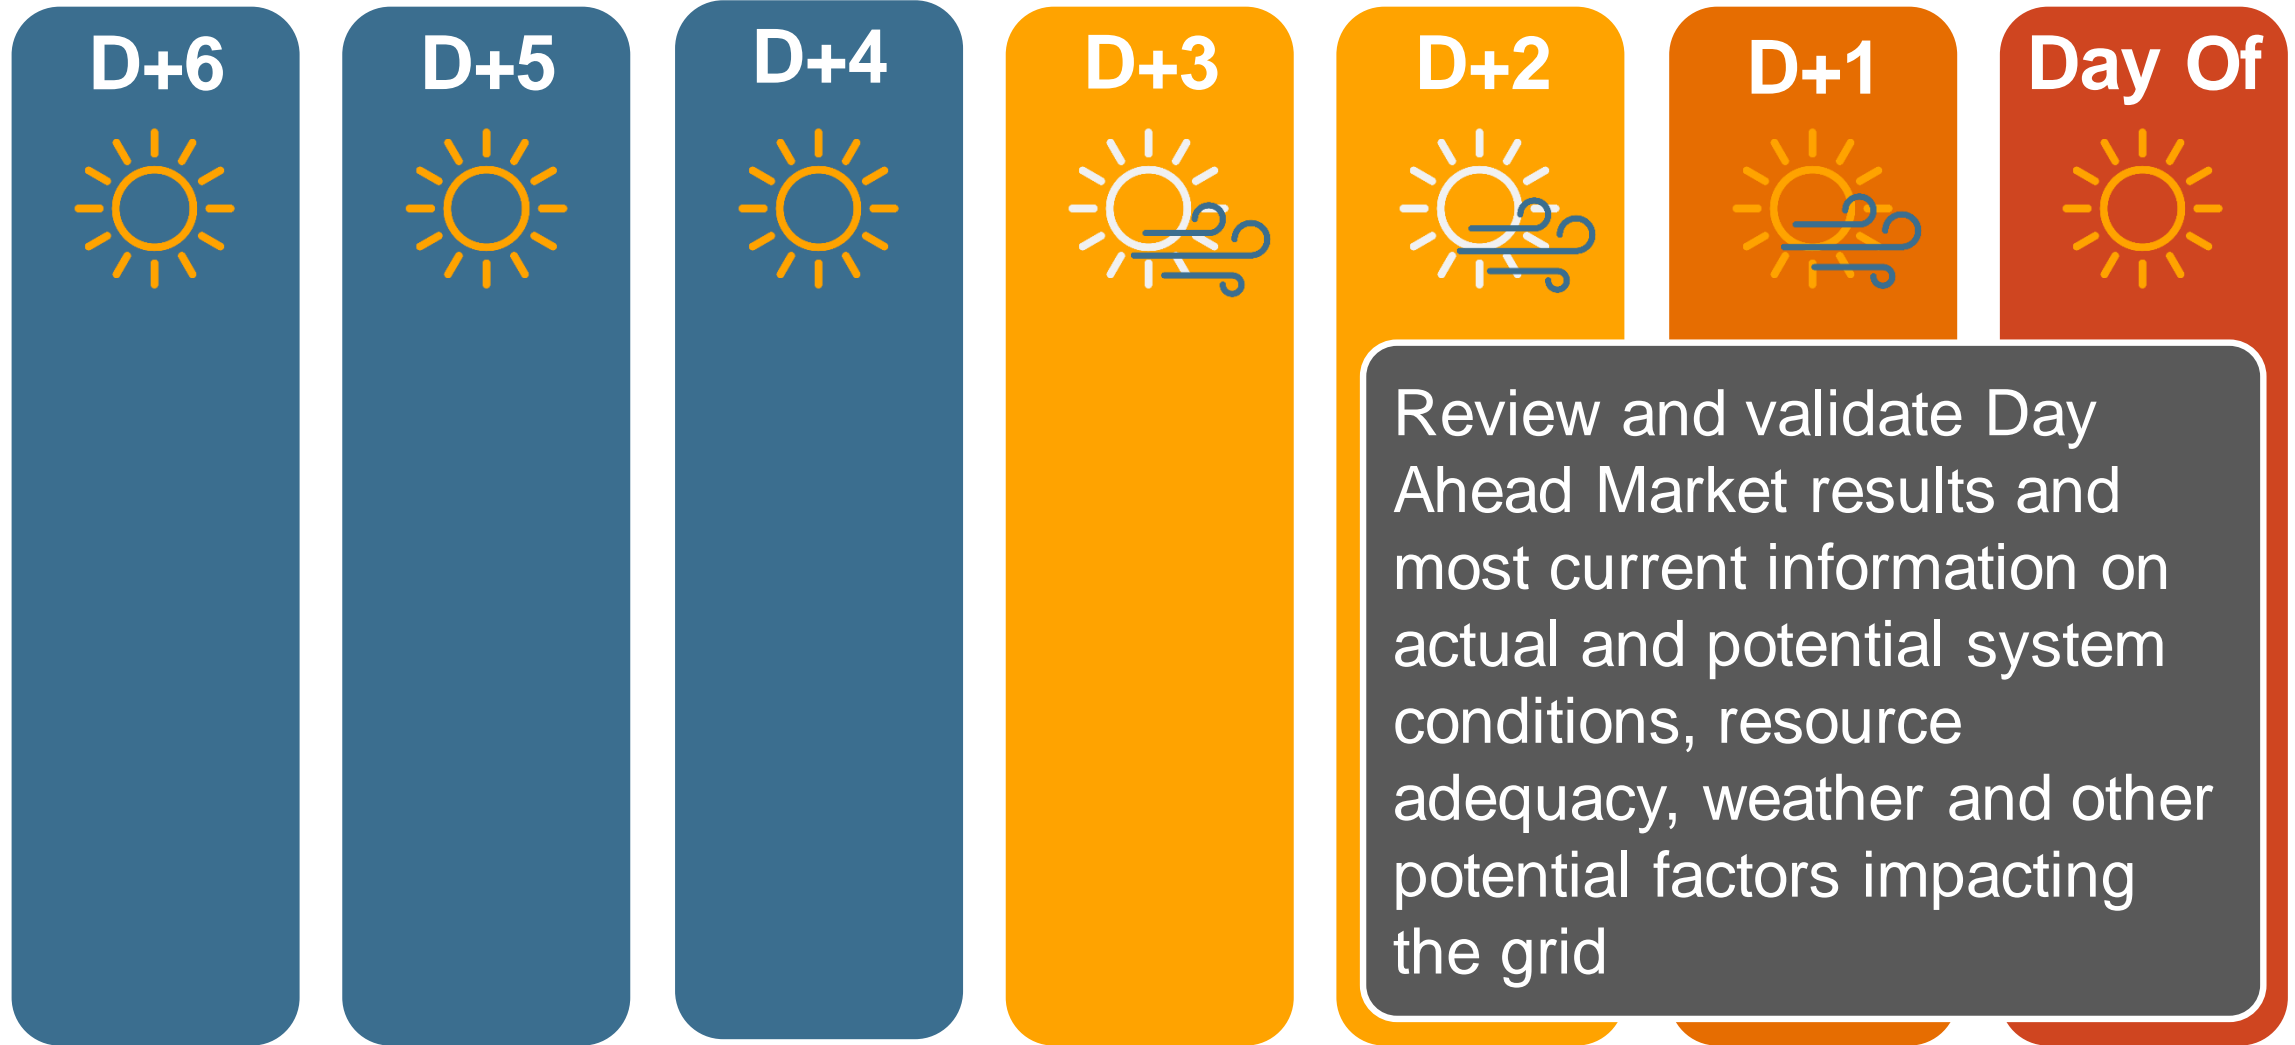 D+6
D+5
D+4
D+3
D+2
D+1
Day Of
Review and validate Day
Ahead Market results and
most current information on
actual and potential system
conditions, resource
adequacy, weather and other
potential factors impacting
the grid